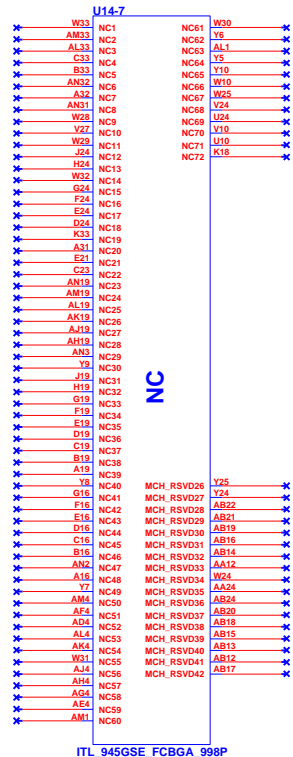 U14-7
W33 NC1 NC61 W30
AM33 NC2 NC62 Y6
AL33 NC3 NC63 AL1
C33 NC4 NC64 Y5
B33 NC5 NC65 Y10
AN32 NC6 NC66 W10
A32 NC7 NC67 W25
AN31 NC8 NC68 V24
W28 NC9 NC69 U24
V27 NC10 NC70 V10
W29 NC11 NC71 U10
J24 NC12 NC72 K18
H24 NC13
W32 NC14
G24 NC15
F24 NC16
E24 NC17
D24 NC18
K33 NC19
A31 NC20
E21 NC21
C23 NC22
AN19 NC23
AM19 NC24
AL19 NC25
AK19 NC26
AJ19 NC27
AH19 NC28
AN3 NC29
Y9 NC30
J19 NC31
H19 NC32
NC
G19 NC33
F19 NC34
E19 NC35
D19 NC36
C19 NC37
B19 NC38
A19 NC39
Y8 NC40 MCH_RSVD26 Y25
G16 NC41 MCH_RSVD27 Y24
F16 NC42 MCH_RSVD28 AB22
E16 NC43 MCH_RSVD29 AB21
D16 NC44 MCH_RSVD30 AB19
C16 NC45 MCH_RSVD31 AB16
B16 NC46 MCH_RSVD32 AB14
AN2 NC47 MCH_RSVD33 AA12
A16 NC48 MCH_RSVD34 W24
Y7 NC49 MCH_RSVD35 AA24
AM4 NC50 MCH_RSVD36 AB24
AF4 NC51 MCH_RSVD37 AB20
AD4 NC52 MCH_RSVD38 AB18
AL4 NC53 MCH_RSVD39 AB15
AK4 NC54 MCH_RSVD40 AB13
W31 NC55 MCH_RSVD41 AB12
AJ4 NC56 MCH_RSVD42 AB17
AH4 NC57
AG4 NC58
AE4 NC59
AM1 NC60
ITL_945GSE_FCBGA_998P